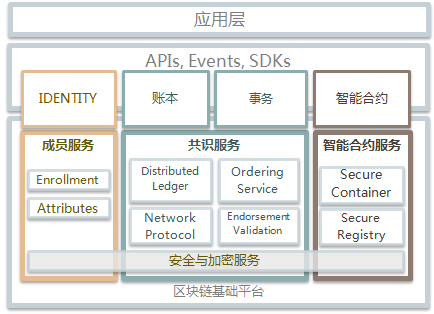 应用层
APIs, Events, SDKs
IDENTITY
账本
事务
智能合约
成员服务
共识服务
智能合约服务
Enrollment
Attributes
Distributed
Ledger
Ordering
Service
Network
Protocol
Endorsement
Validation
Secure
Container
Secure
Registry
安全与加密服务
区块链基础平台